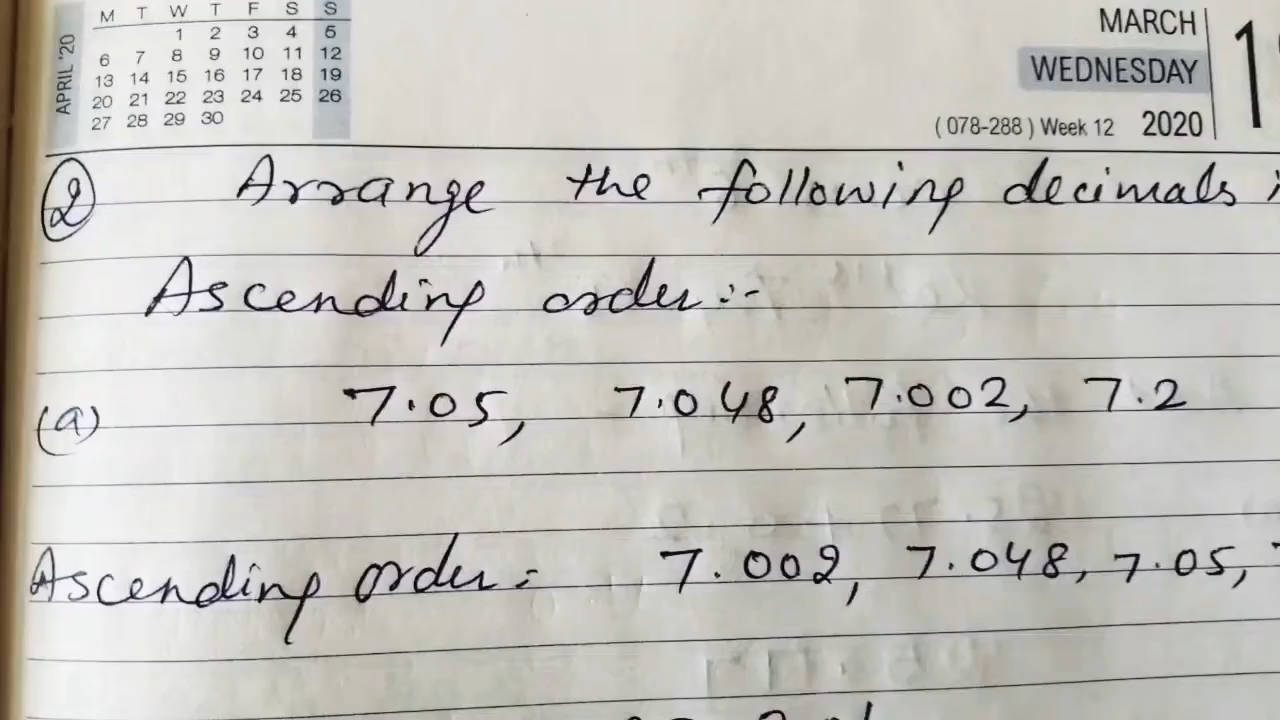 M T W T F S S
1 2 3 4 5
6 7 8 9 10 11 12
13 14 15 16 17 18 19
20 21 22 23 24 25 26
27 28 29 30
APRIL '20
MARCH
WEDNESDAY
(078-288) Week 12 2020
② Arrange the following decimals
Ascending order:-
(a) 7.05, 7.048, 7.002, 7.2
Ascending order:- 7.002, 7.048, 7.05,